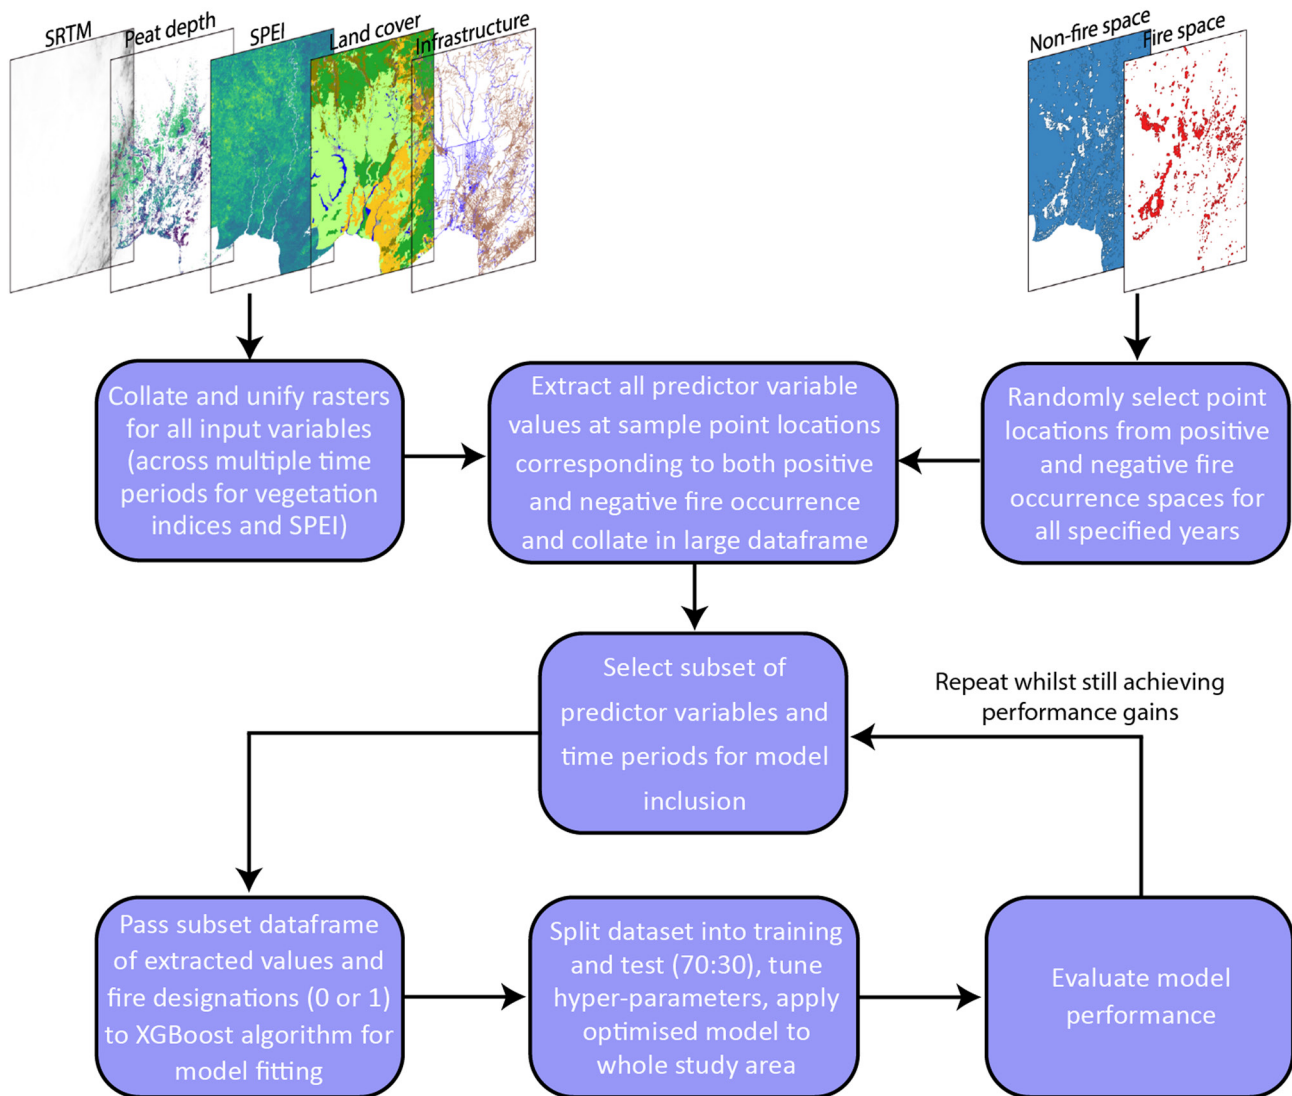 SRTM
Peat depth
SPEI
Land cover
Infrastructure
Non-fire space
Fire space
Collate and unify rasters
for all input variables
(across multiple time
periods for vegetation
indices and SPEI)
Extract all predictor variable
values at sample point locations
corresponding to both positive
and negative fire occurrence
and collate in large dataframe
Randomly select point
locations from positive
and negative fire
occurrence spaces for
all specified years
Select subset of
predictor variables and
time periods for model
inclusion
Repeat whilst still achieving
performance gains
Pass subset dataframe
of extracted values and
fire designations (0 or 1)
to XGBoost algorithm for
model fitting
Split dataset into training
and test (70:30), tune
hyper-parameters, apply
optimised model to
whole study area
Evaluate model
performance